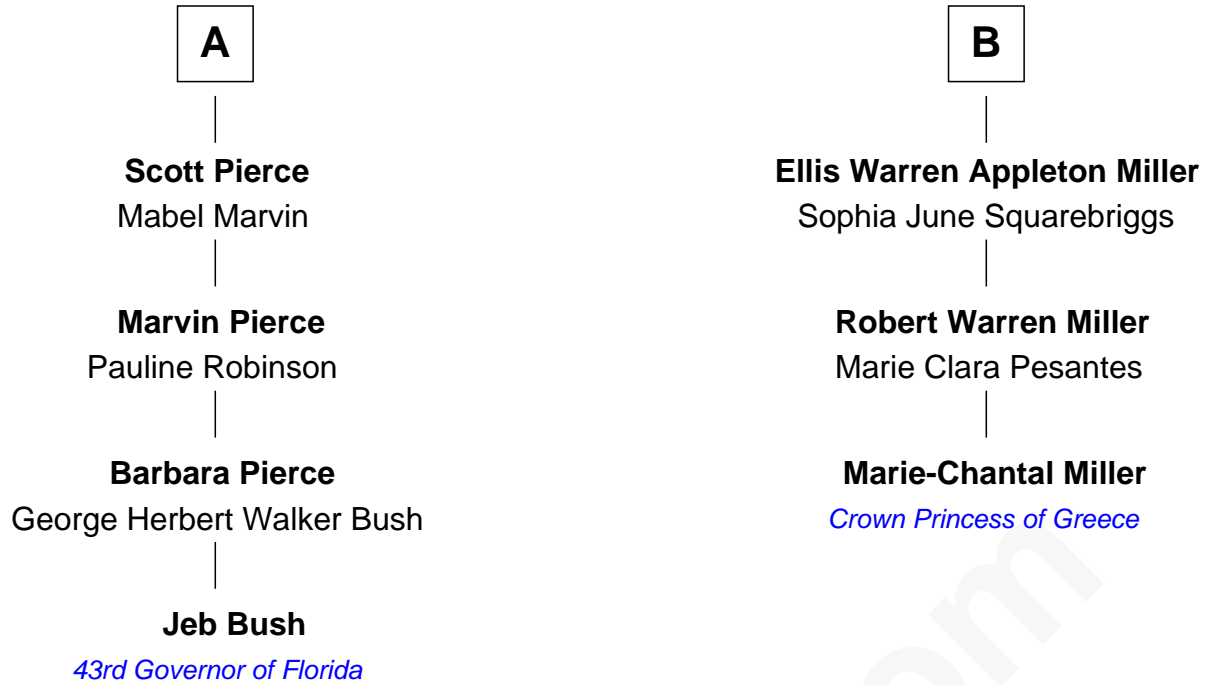 A
Scott Pierce
Mabel Marvin
Marvin Pierce
Pauline Robinson
Barbara Pierce
George Herbert Walker Bush
Jeb Bush
43rd Governor of Florida
B
Ellis Warren Appleton Miller
Sophia June Squarebriggs
Robert Warren Miller
Marie Clara Pesantes
Marie-Chantal Miller
Crown Princess of Greece
om